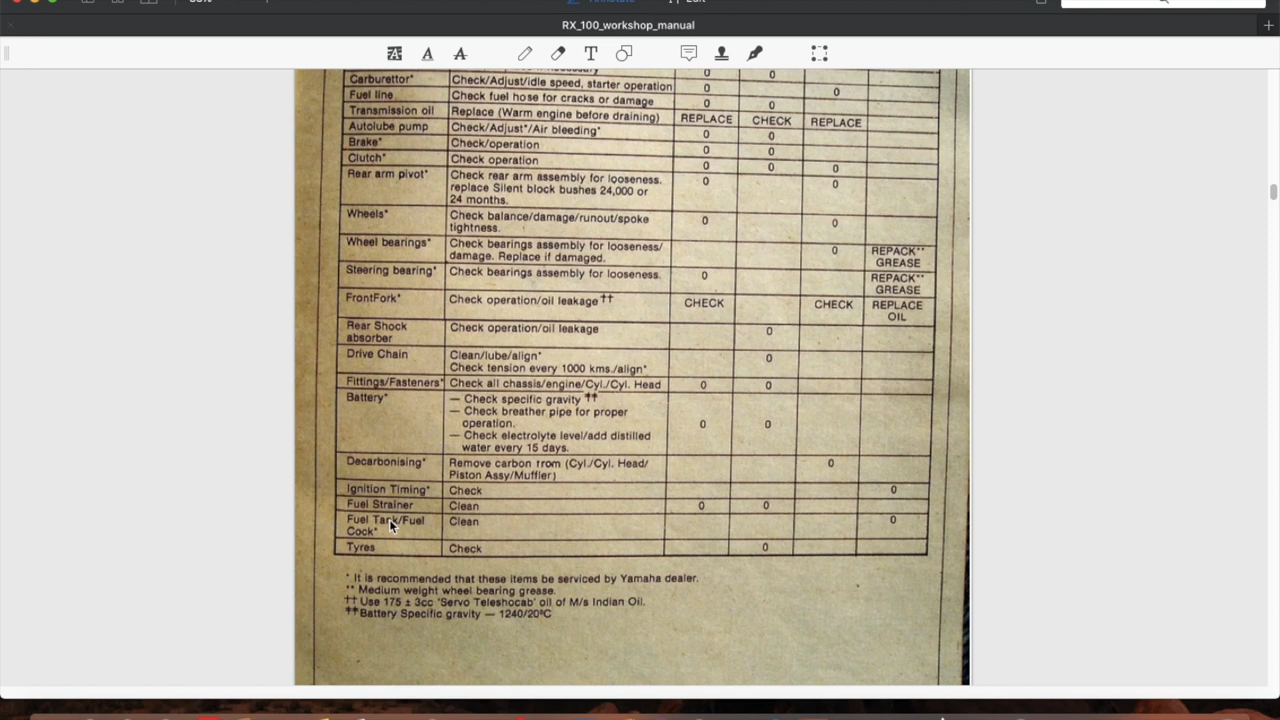 RX_100_workshop_manual
Carburettor* Check/Adjust/idle speed, starter operation 0 0
Fuel line Check fuel hose for cracks or damage 0 0
Transmission oil Replace (Warm engine before draining) REPLACE CHECK REPLACE
Autolube pump Check/Adjust*/Air bleeding* 0 0
Brake* Check/operation 0 0
Clutch* Check operation 0 0 0
Rear arm pivot* Check rear arm assembly for looseness. 0 0
replace Silent block bushes 24,000 or
24 months.
Wheels* Check balance/damage/runout/spoke 0 0
tightness.
Wheel bearings* Check bearings assembly for looseness/ 0 REPACK**
damage. Replace if damaged. GREASE
Steering bearing* Check bearings assembly for looseness. 0 REPACK**
GREASE
FrontFork* Check operation/oil leakage†† CHECK CHECK REPLACE
OIL
Rear Shock Check operation/oil leakage 0
absorber
Drive Chain Clean/lube/align*
Check tension every 1000 kms./align* 0
Fittings/Fasteners* Check all chassis/engine/Cyl./Cyl. Head 0 0
Battery* — Check specific gravity ‡‡
— Check breather pipe for proper
operation. 0 0
— Check electrolyte level/add distilled
water every 15 days.
Decarbonising* Remove carbon from (Cyl./Cyl. Head/ 0
Piston Assy/Muffler)
Ignition Timing* Check 0
Fuel Strainer Clean 0 0
Fuel Tank/Fuel Clean 0
Cock*
Tyres Check 0
* It is recommended that these items be serviced by Yamaha dealer.
** Medium weight wheel bearing grease.
†† Use 175 ± 3cc 'Servo Teleshocab' oil of M/s Indian Oil.
‡‡ Battery Specific gravity — 1240/20ºC